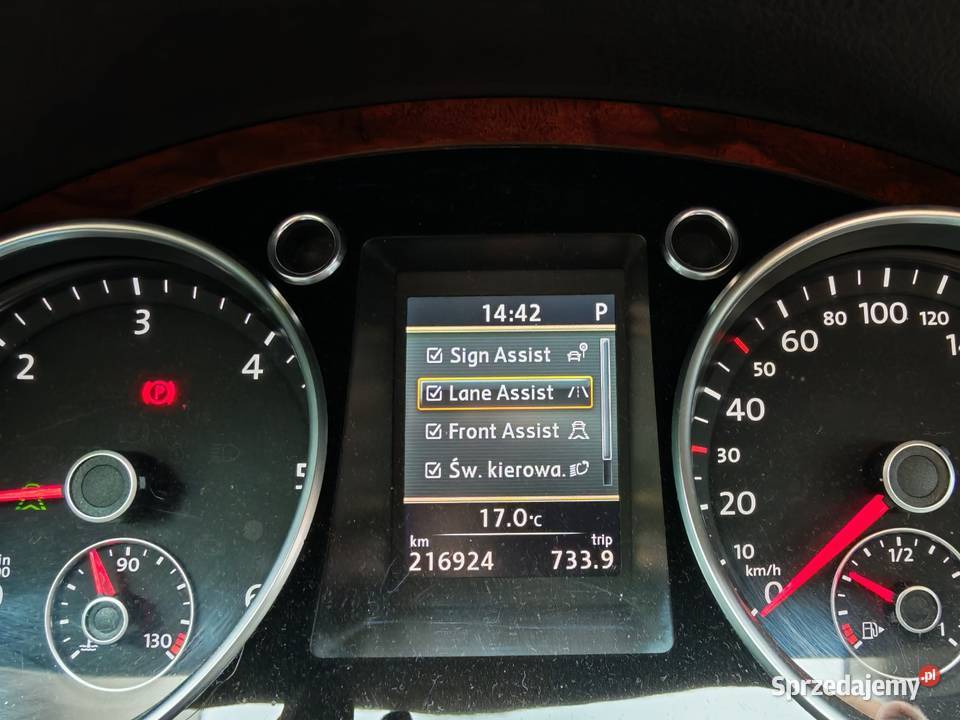 14:42 P
Sign Assist
Lane Assist
Front Assist
Św. kierowa.
17.0°C
km trip
216924 733.9
2 3 4 5 6
P
90
130
0 10 20 30 40 50 60 80 100 120
km/h
1/2
1
Sprzedajemy.pl